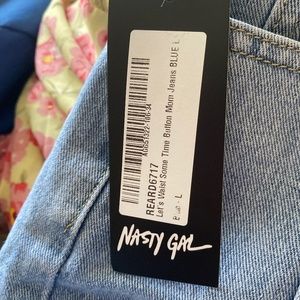 REARD6717
Let's Waist Some Time Button Mom Jeans BLUE
L
NASTY GAL